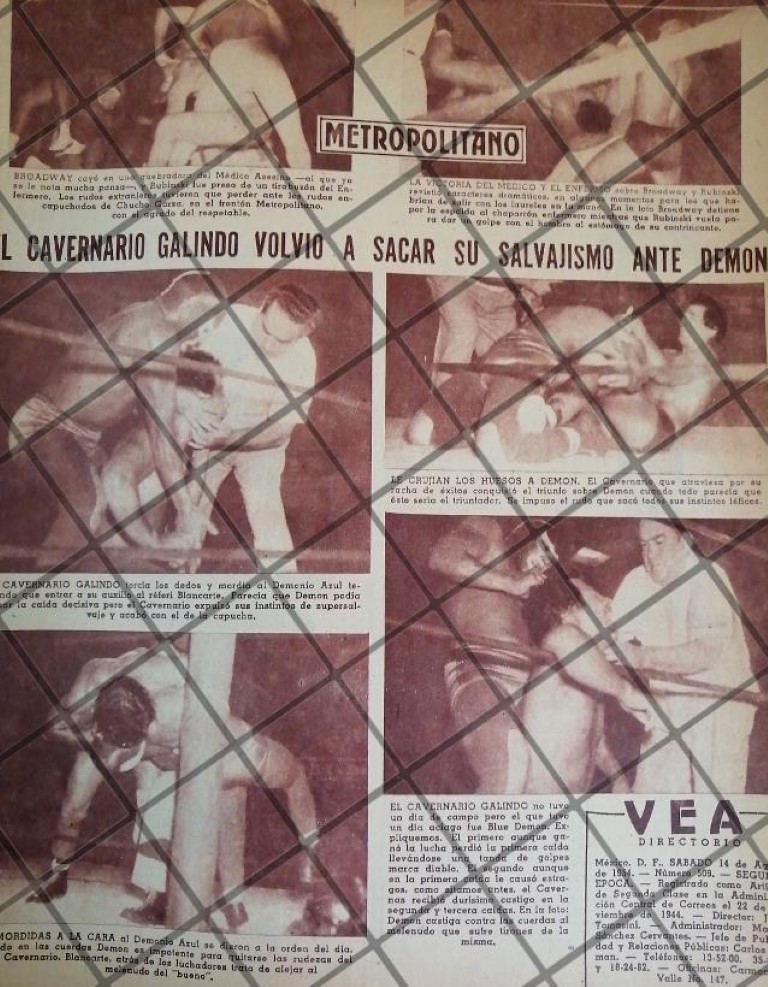 BROADWAY cayó en una quebradora del Médico Asesino —al que ya
se le nota mucha panza—, y Rubinski fue presa de un tirabuzón del En-
fermero. Los rudos extranjeros tuvieron que perder ante los rudos en-
capuchados de Chucho Garza, en el frontón Metropolitano,
con el agrado del respetable.
METROPOLITANO
LA VICTORIA DEL MEDICO Y EL ENFERMO sobre Broadway y Rubinski
revistió caracteres dramáticos, en algunos momentos para los que ha-
brían de salir con los laureles en la mano. En la foto Broadway detiene
por la espalda al chaparrón enfermero mientras que Rubinski vuela pa-
ra dar un golpe con el hombro al estómago de su contrincante.
L CAVERNARIO GALINDO VOLVIO A SACAR SU SALVAJISMO ANTE DEMON
CAVERNARIO GALINDO torcía los dedos y mordía al Demonio Azul te-
ndo que entrar a su auxilio al réferi Blancarte. Parecía que Demon podía
ar la caída decisiva pero el Cavernario expulsó sus instintos de supersal-
vaje y acabó con el de la capucha.
LE CRUJIAN LOS HUESOS A DEMON. El Cavernario que atraviesa por su
racha de éxitos conquistó el triunfo sobre Demon cuando todo parecía que
éste sería el triunfador. Se impuso el rudo que sacó todos sus instintos
MORDIDAS A LA CARA al Demonio Azul se dieron a la orden del día.
do en las cuerdas Demon es impotente para quitarse las rudezas del
Cavernario. Blancarte, atrás de los luchadores trata de alejar al
melenudo del "bueno".
EL CAVERNARIO GALINDO no tuvo
un día de campo pero el que tuvo
un día aciago fue Blue Demon. Ex-
pliquemos. El primero aunque ga-
nó la lucha perdió la primera caída
llevándose una tanda de golpes
marca diablo. El segundo aunque
en la primera caída le causó estra-
gos, como dijamos antes, el Caver-
nas recibió durísimo castigo en la
segunda y tercera caídas. En la foto:
Demon castiga contra las cuerdas al
melenudo que sufre tirones de la
misma.
VEA
DIRECTORIO
México, D. F., SABADO 14 de Ag
de 1954. — Número 509. — SEGU
EPOCA. — Registrado como Artí
de Segunda Clase en la Admini
ción Central de Correos el 22 de
viembre de 1944. — Director: J
Tomasini. — Administrador: Ma
Sánchez Cervantes. — Jefe de Pu
dad y Relaciones Públicas: Carlos
man. — Teléfonos: 13-52-00, 35-
y 18-24-82. — Oficinas: Carmen
Valle No. 147.